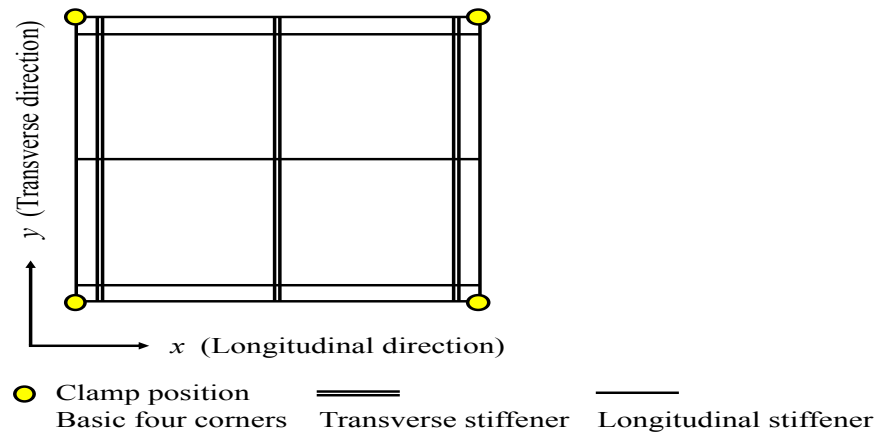 y (Transverse direction)
x (Longitudinal direction)
Clamp position
Basic four corners
Transverse stiffener
Longitudinal stiffener